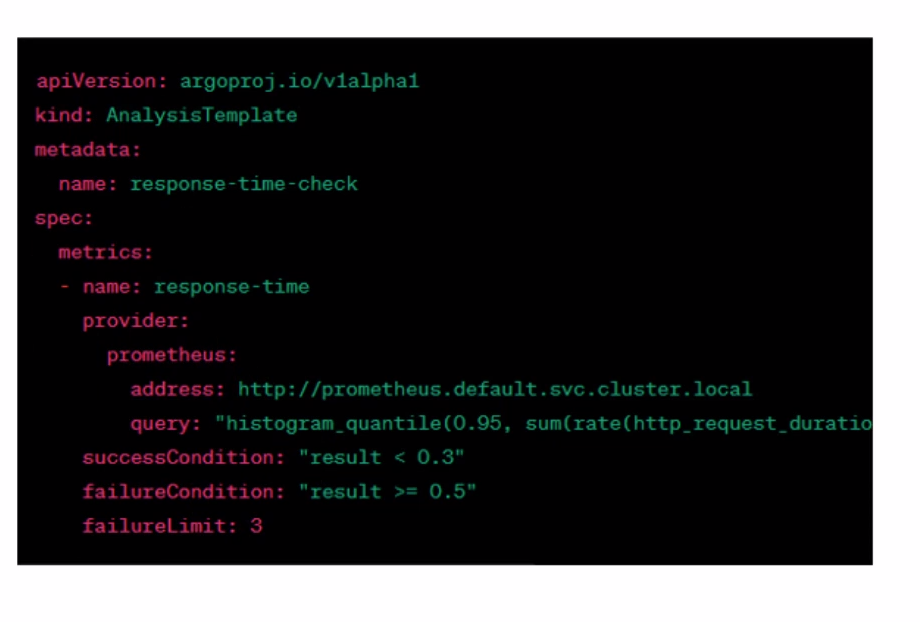 apiVersion: argoproj.io/v1alpha1
kind: AnalysisTemplate
metadata:
  name: response-time-check
spec:
  metrics:
  - name: response-time
    provider:
      prometheus:
        address: http://prometheus.default.svc.cluster.local
        query: "histogram_quantile(0.95, sum(rate(http_request_duratio
    successCondition: "result < 0.3"
    failureCondition: "result >= 0.5"
    failureLimit: 3